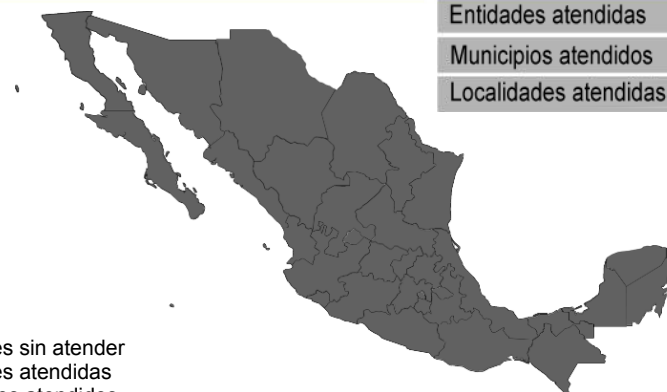 Entidades atendidas
Municipios atendidos
Localidades atendidas
es sin atender
es atendidas